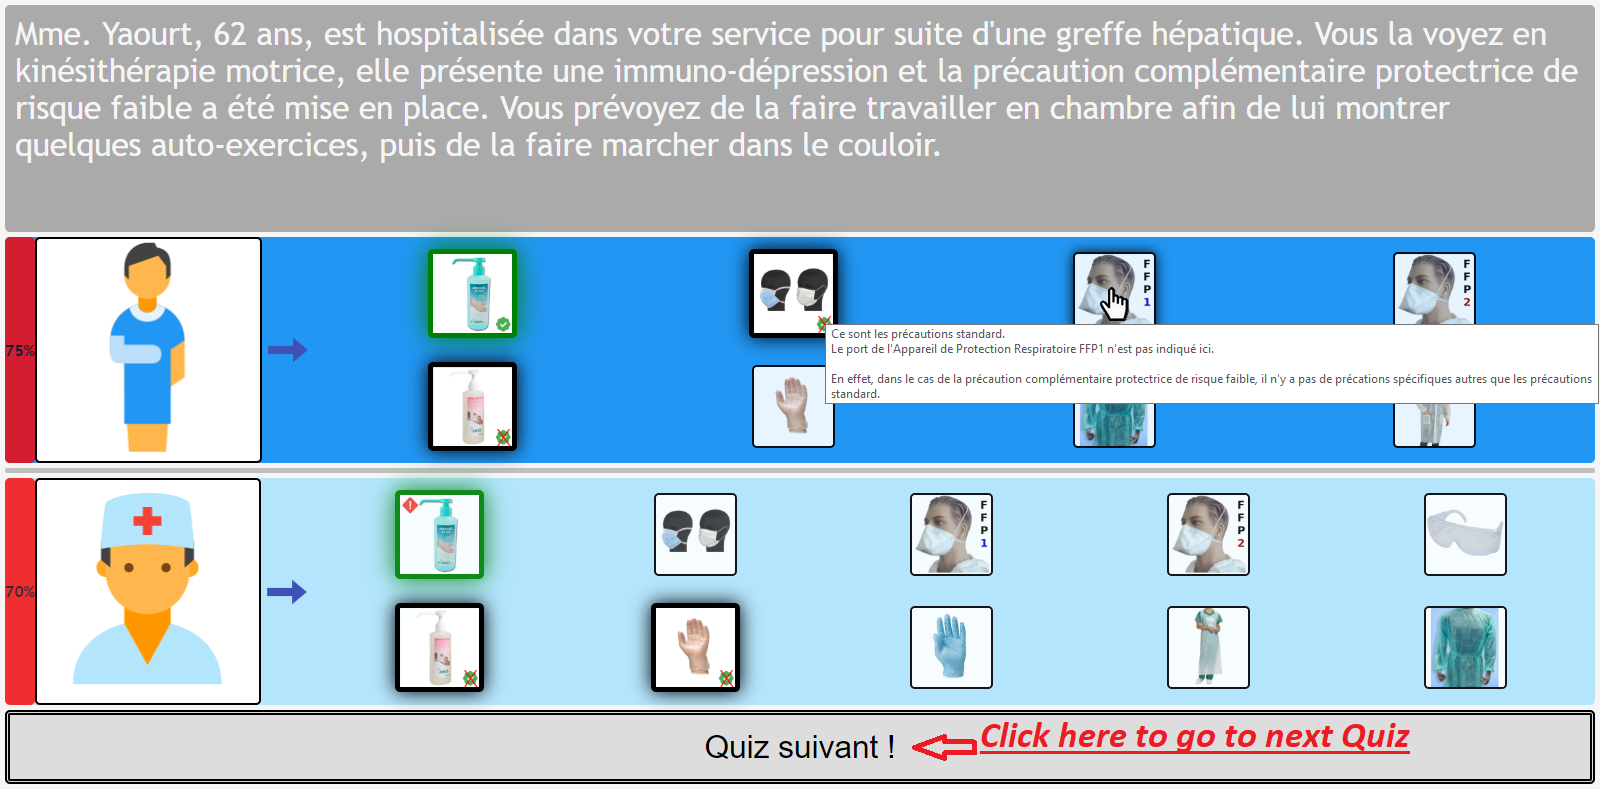 Mme. Yaourt, 62 ans, est hospitalisée dans votre service pour suite d'une greffe hépatique. Vous la voyez en
kinésithérapie motrice, elle présente une immuno-dépression et la précaution complémentaire protectrice de
risque faible a été mise en place. Vous prévoyez de la faire travailler en chambre afin de lui montrer
quelques auto-exercices, puis de la faire marcher dans le couloir.
75%
FFP1
FFP2
Ce sont les précautions standard.
Le port de l'Appareil de Protection Respiratoire FFP1 n'est pas indiqué ici.
En effet, dans le cas de la précaution complémentaire protectrice de risque faible, il n'y a pas de précations spécifiques autres que les précautions
standard.
70%
FFP1
FFP2
Quiz suivant !
Click here to go to next Quiz